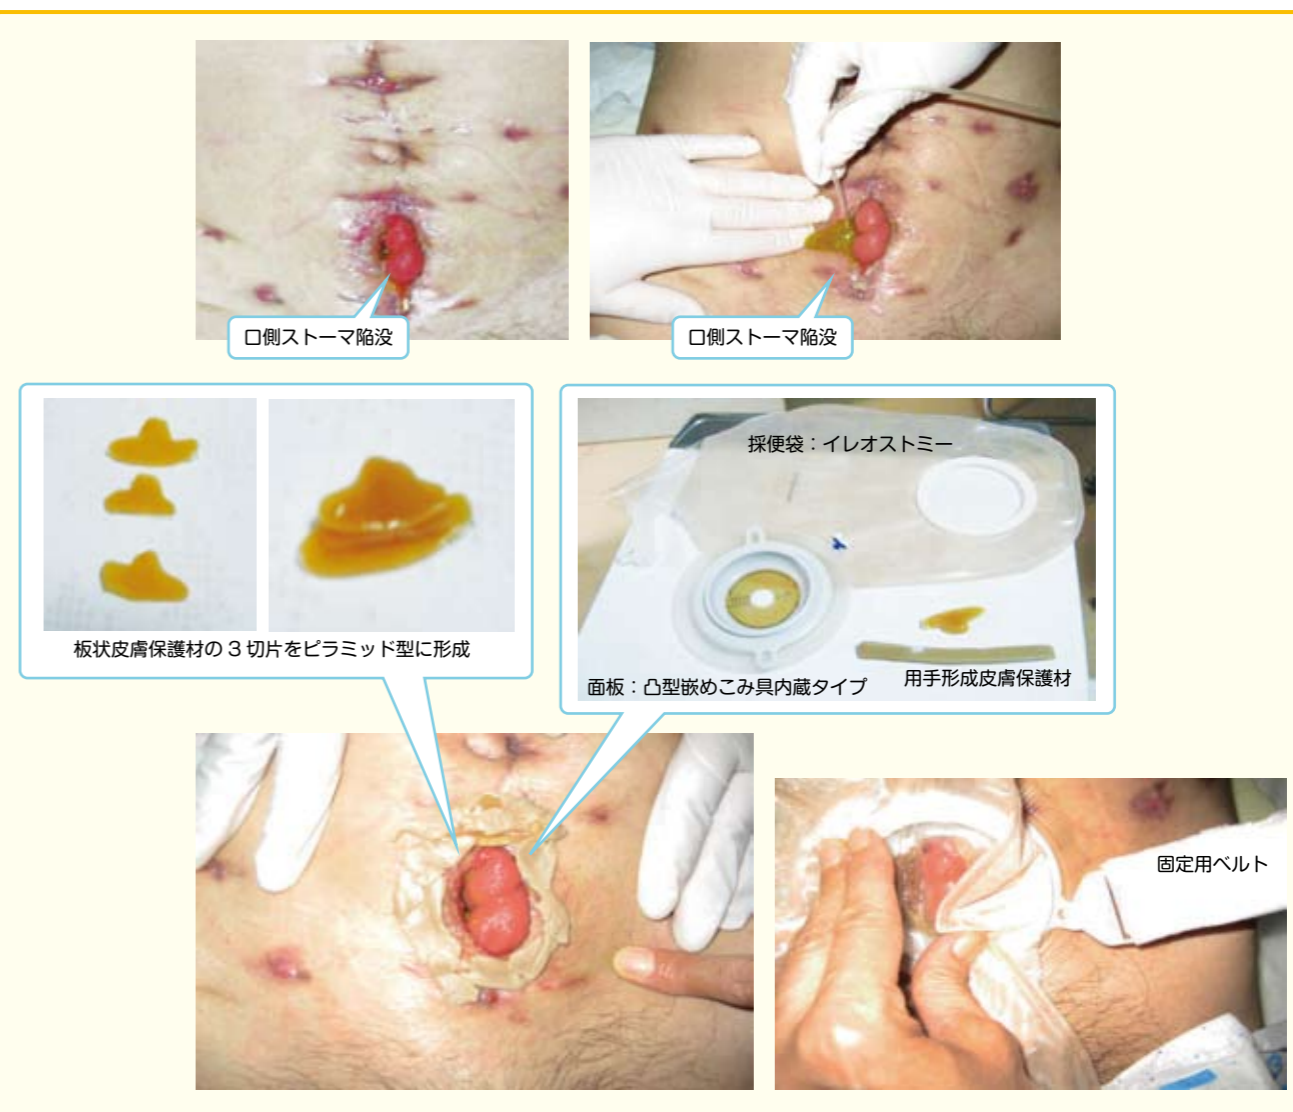 口側ストーマ陥没
口側ストーマ陥没
板状皮膚保護材の3切片をピラミッド型に形成
採便袋：イレオストミー
用手形成皮膚保護材
面板：凸型嵌めこみ具内蔵タイプ
固定用ベルト